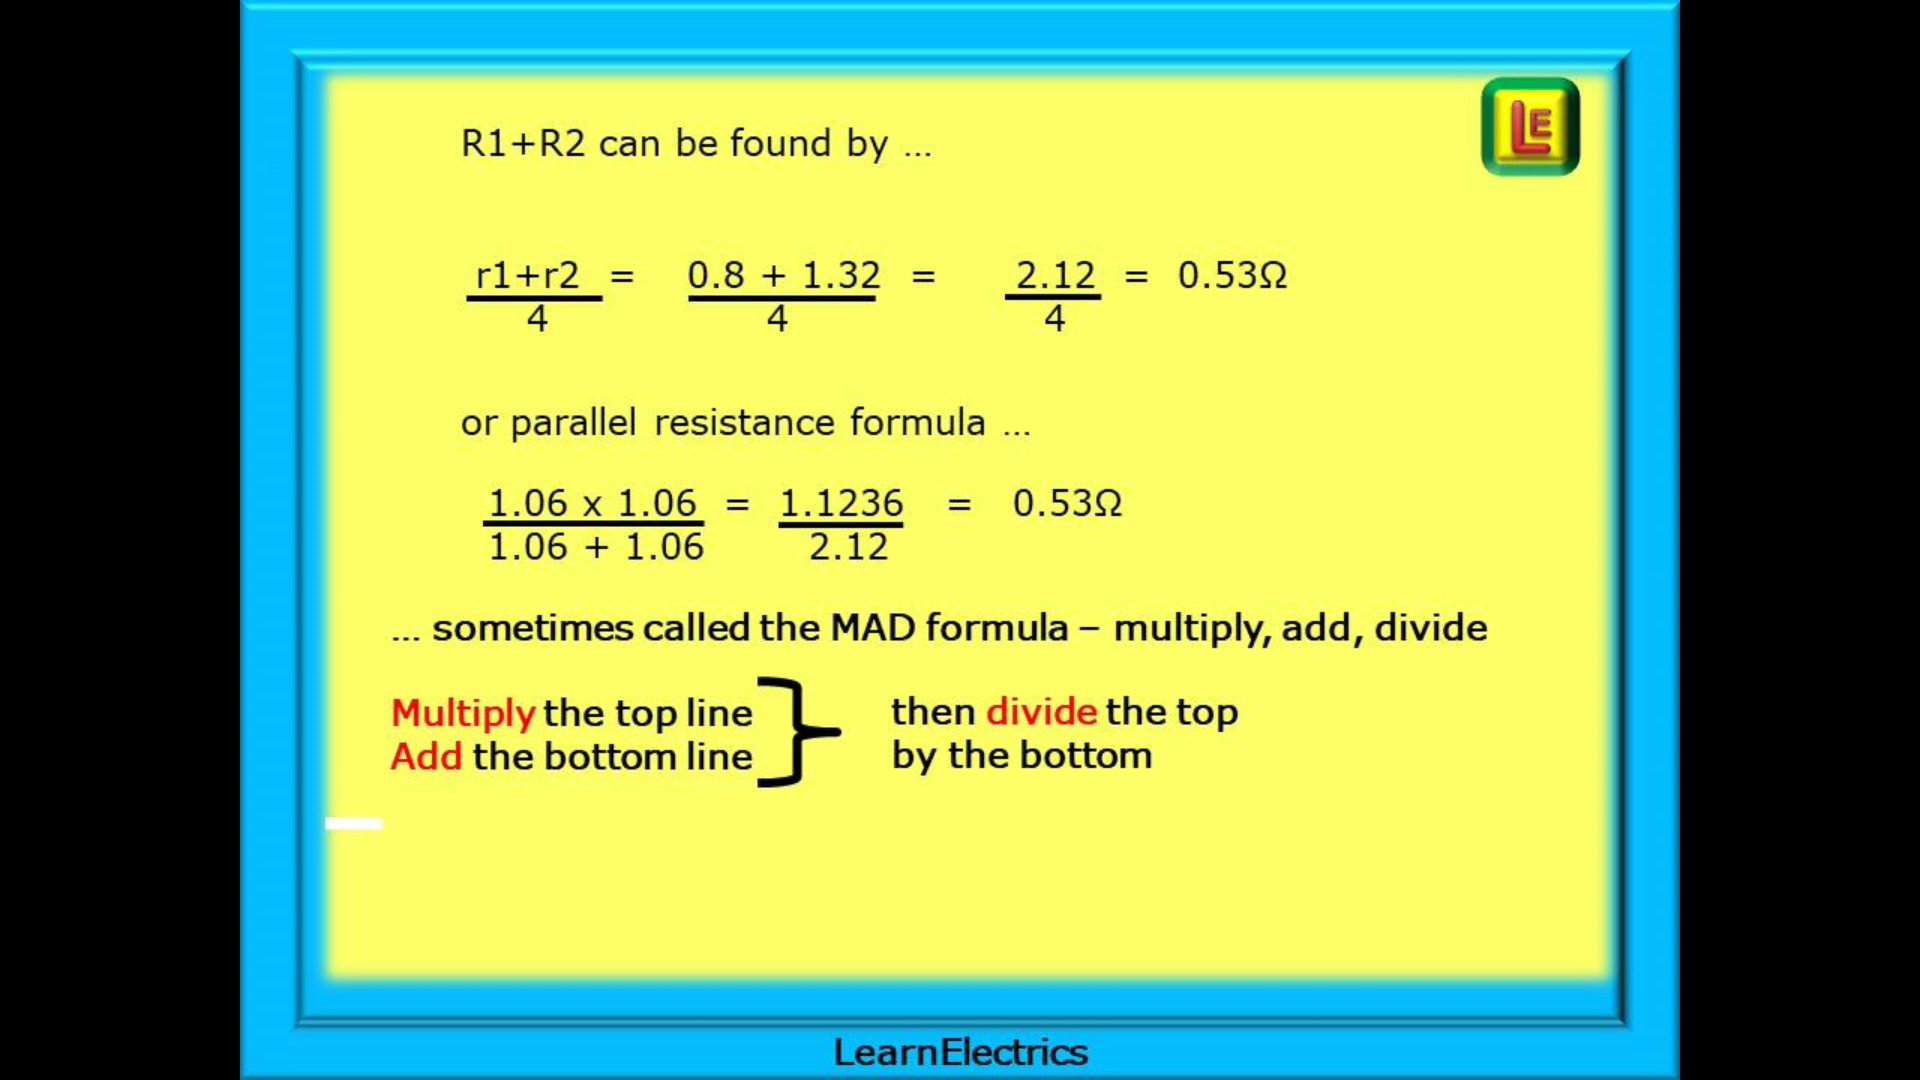 LE
R1+R2 can be found by ...
r1+r2 = 0.8 + 1.32 = 2.12 = 0.53Ω
4 4 4
or parallel resistance formula ...
1.06 x 1.06 = 1.1236 = 0.53Ω
1.06 + 1.06 2.12
... sometimes called the MAD formula – multiply, add, divide
Multiply the top line
Add the bottom line
then divide the top
by the bottom
LearnElectrics